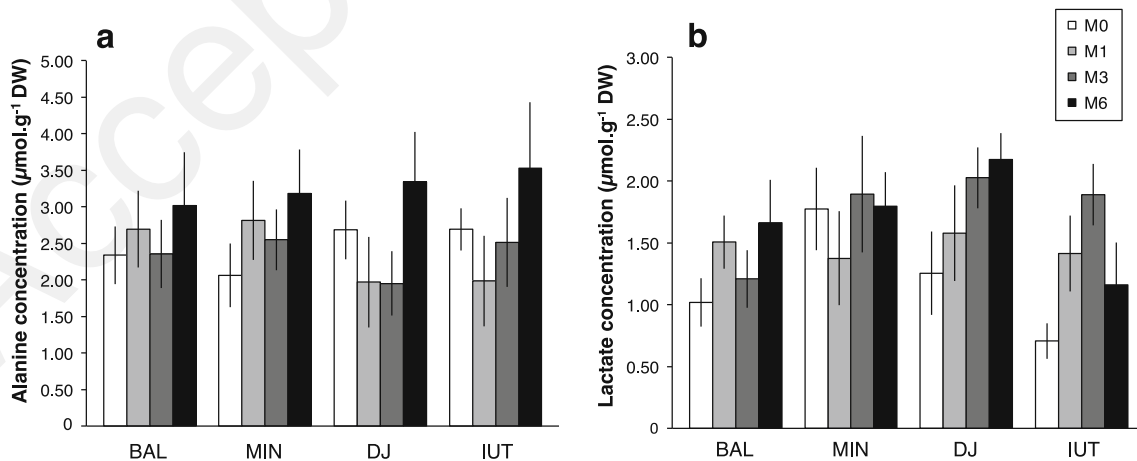 Accep
a
Alanine concentration (µmol.g⁻¹ DW)
5.00
4.50
4.00
3.50
3.00
2.50
2.00
1.50
1.00
0.50
0
BAL MIN DJ IUT
b
Lactate concentration (µmol.g⁻¹ DW)
3.00
2.50
2.00
1.50
1.00
0.50
0
BAL MIN DJ IUT
M0
M1
M3
M6